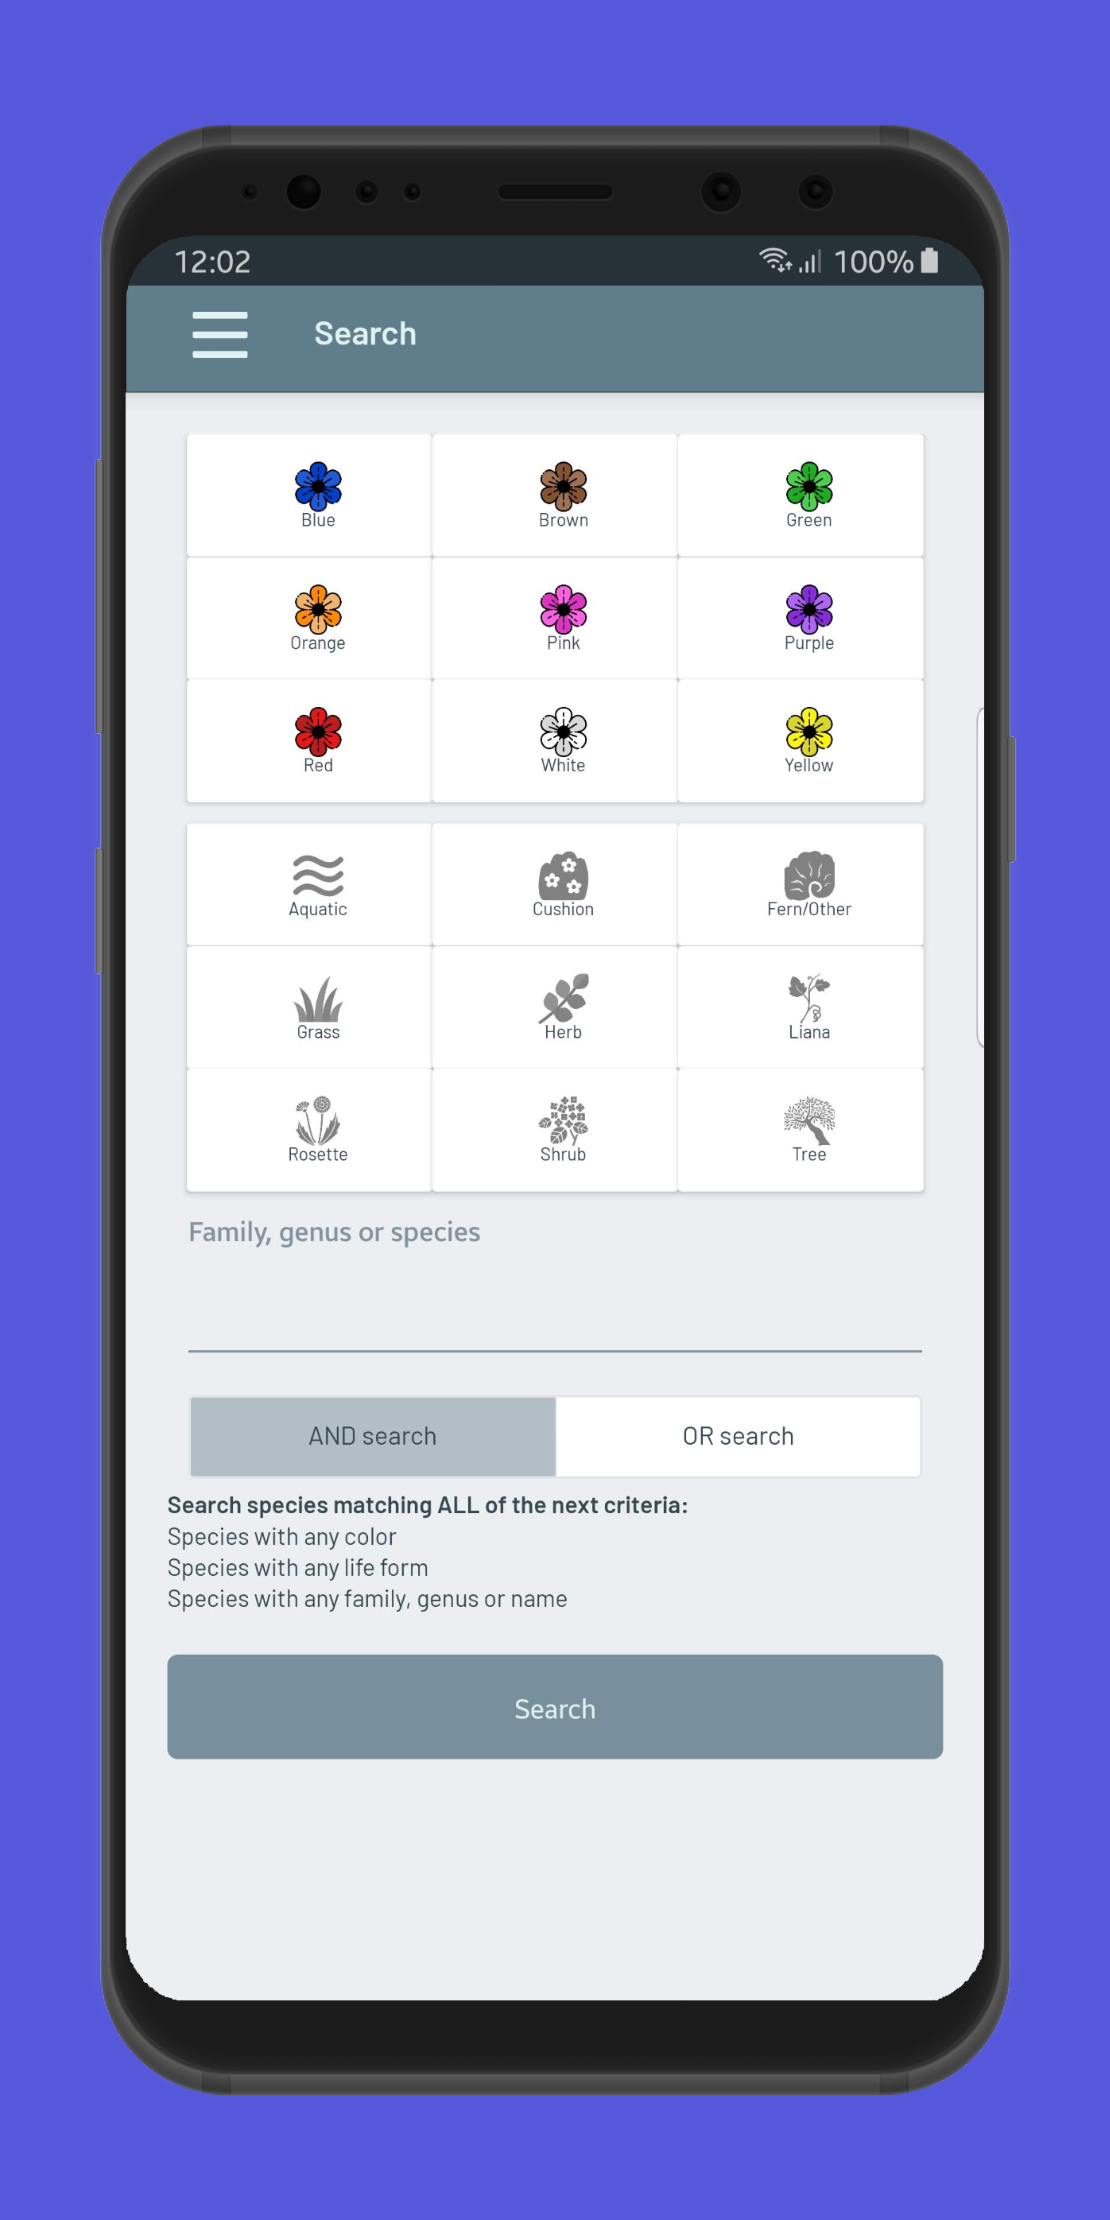 12:02 100%
Search
Blue Brown Green
Orange Pink Purple
Red White Yellow
Aquatic Cushion Fern/Other
Grass Herb Liana
Rosette Shrub Tree
Family, genus or species
AND search OR search
Search species matching ALL of the next criteria:
Species with any color
Species with any life form
Species with any family, genus or name
Search